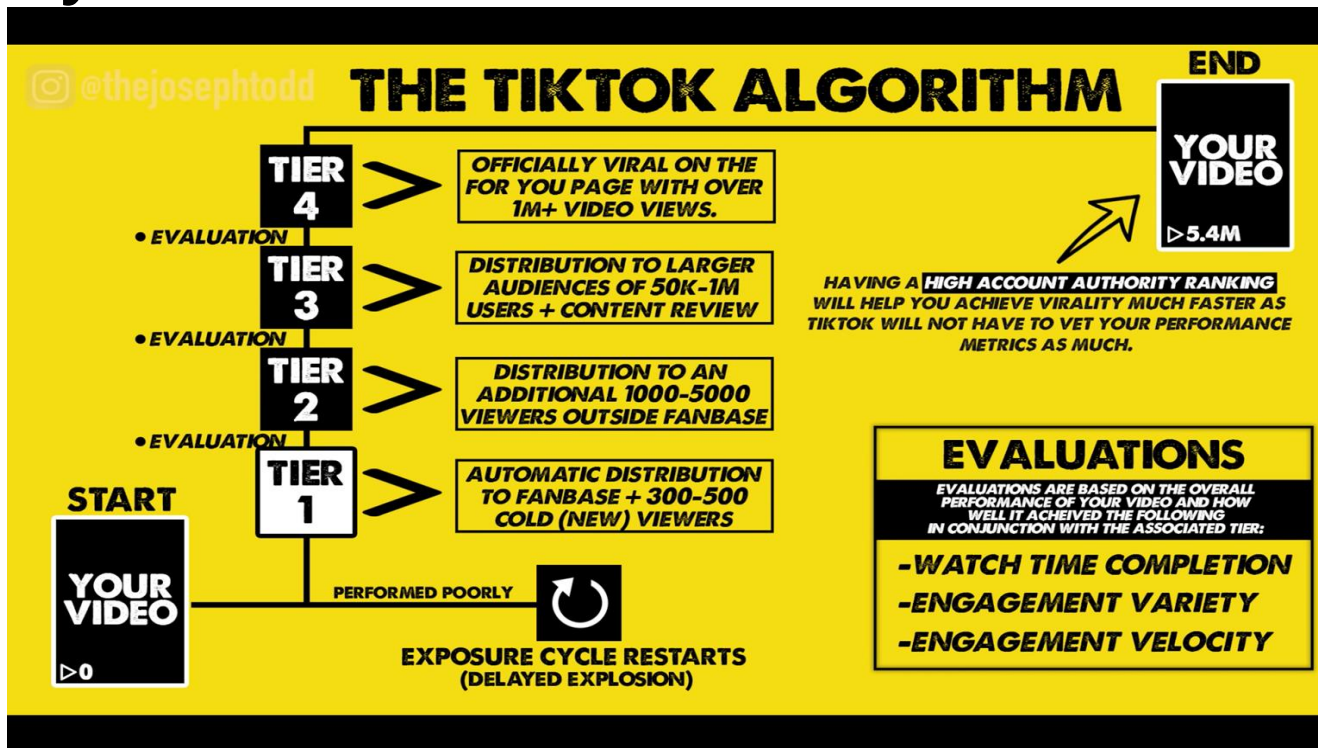 @thejosephtodd
THE TIKTOK ALGORITHM
END
YOUR
VIDEO
5.4M
TIER
4
OFFICIALLY VIRAL ON THE
FOR YOU PAGE WITH OVER
1M+ VIDEO VIEWS.
• EVALUATION
TIER
3
DISTRIBUTION TO LARGER
AUDIENCES OF 50K-1M
USERS + CONTENT REVIEW
HAVING A HIGH ACCOUNT AUTHORITY RANKING
WILL HELP YOU ACHIEVE VIRALITY MUCH FASTER AS
TIKTOK WILL NOT HAVE TO VET YOUR PERFORMANCE
METRICS AS MUCH.
• EVALUATION
TIER
2
DISTRIBUTION TO AN
ADDITIONAL 1000-5000
VIEWERS OUTSIDE FANBASE
• EVALUATION
TIER
1
AUTOMATIC DISTRIBUTION
TO FANBASE + 300-500
COLD (NEW) VIEWERS
START
YOUR
VIDEO
0
PERFORMED POORLY
EXPOSURE CYCLE RESTARTS
(DELAYED EXPLOSION)
EVALUATIONS
EVALUATIONS ARE BASED ON THE OVERALL
PERFORMANCE OF YOUR VIDEO AND HOW
WELL IT ACHEIVED THE FOLLOWING
IN CONJUNCTION WITH THE ASSOCIATED TIER:
-WATCH TIME COMPLETION
-ENGAGEMENT VARIETY
-ENGAGEMENT VELOCITY